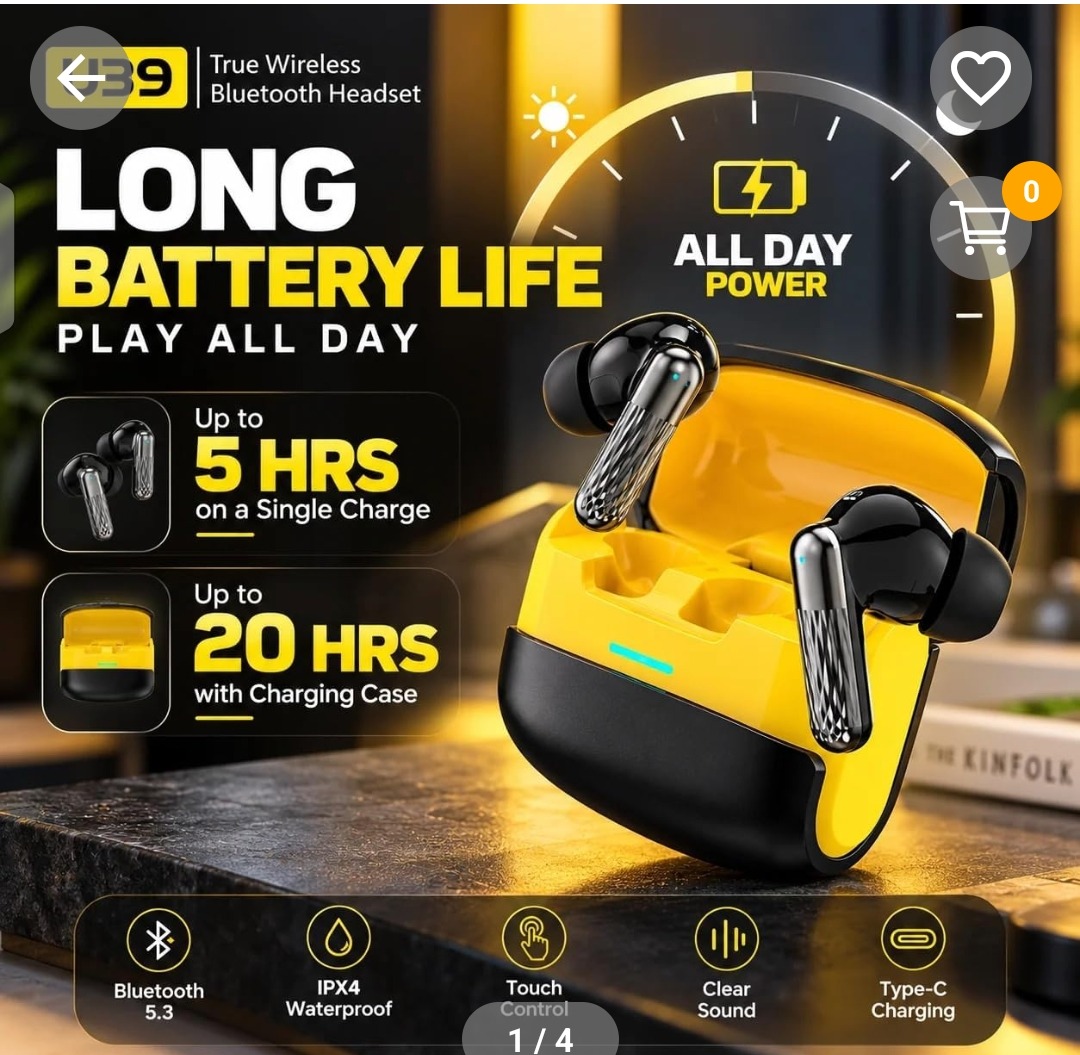 U39
True Wireless
Bluetooth Headset
LONG
BATTERY LIFE
PLAY ALL DAY
ALL DAY
POWER
0
Up to
5 HRS
on a Single Charge
Up to
20 HRS
with Charging Case
THE KINFOLK
Bluetooth
5.3
IPX4
Waterproof
Touch
Control
Clear
Sound
Type-C
Charging
1 / 4